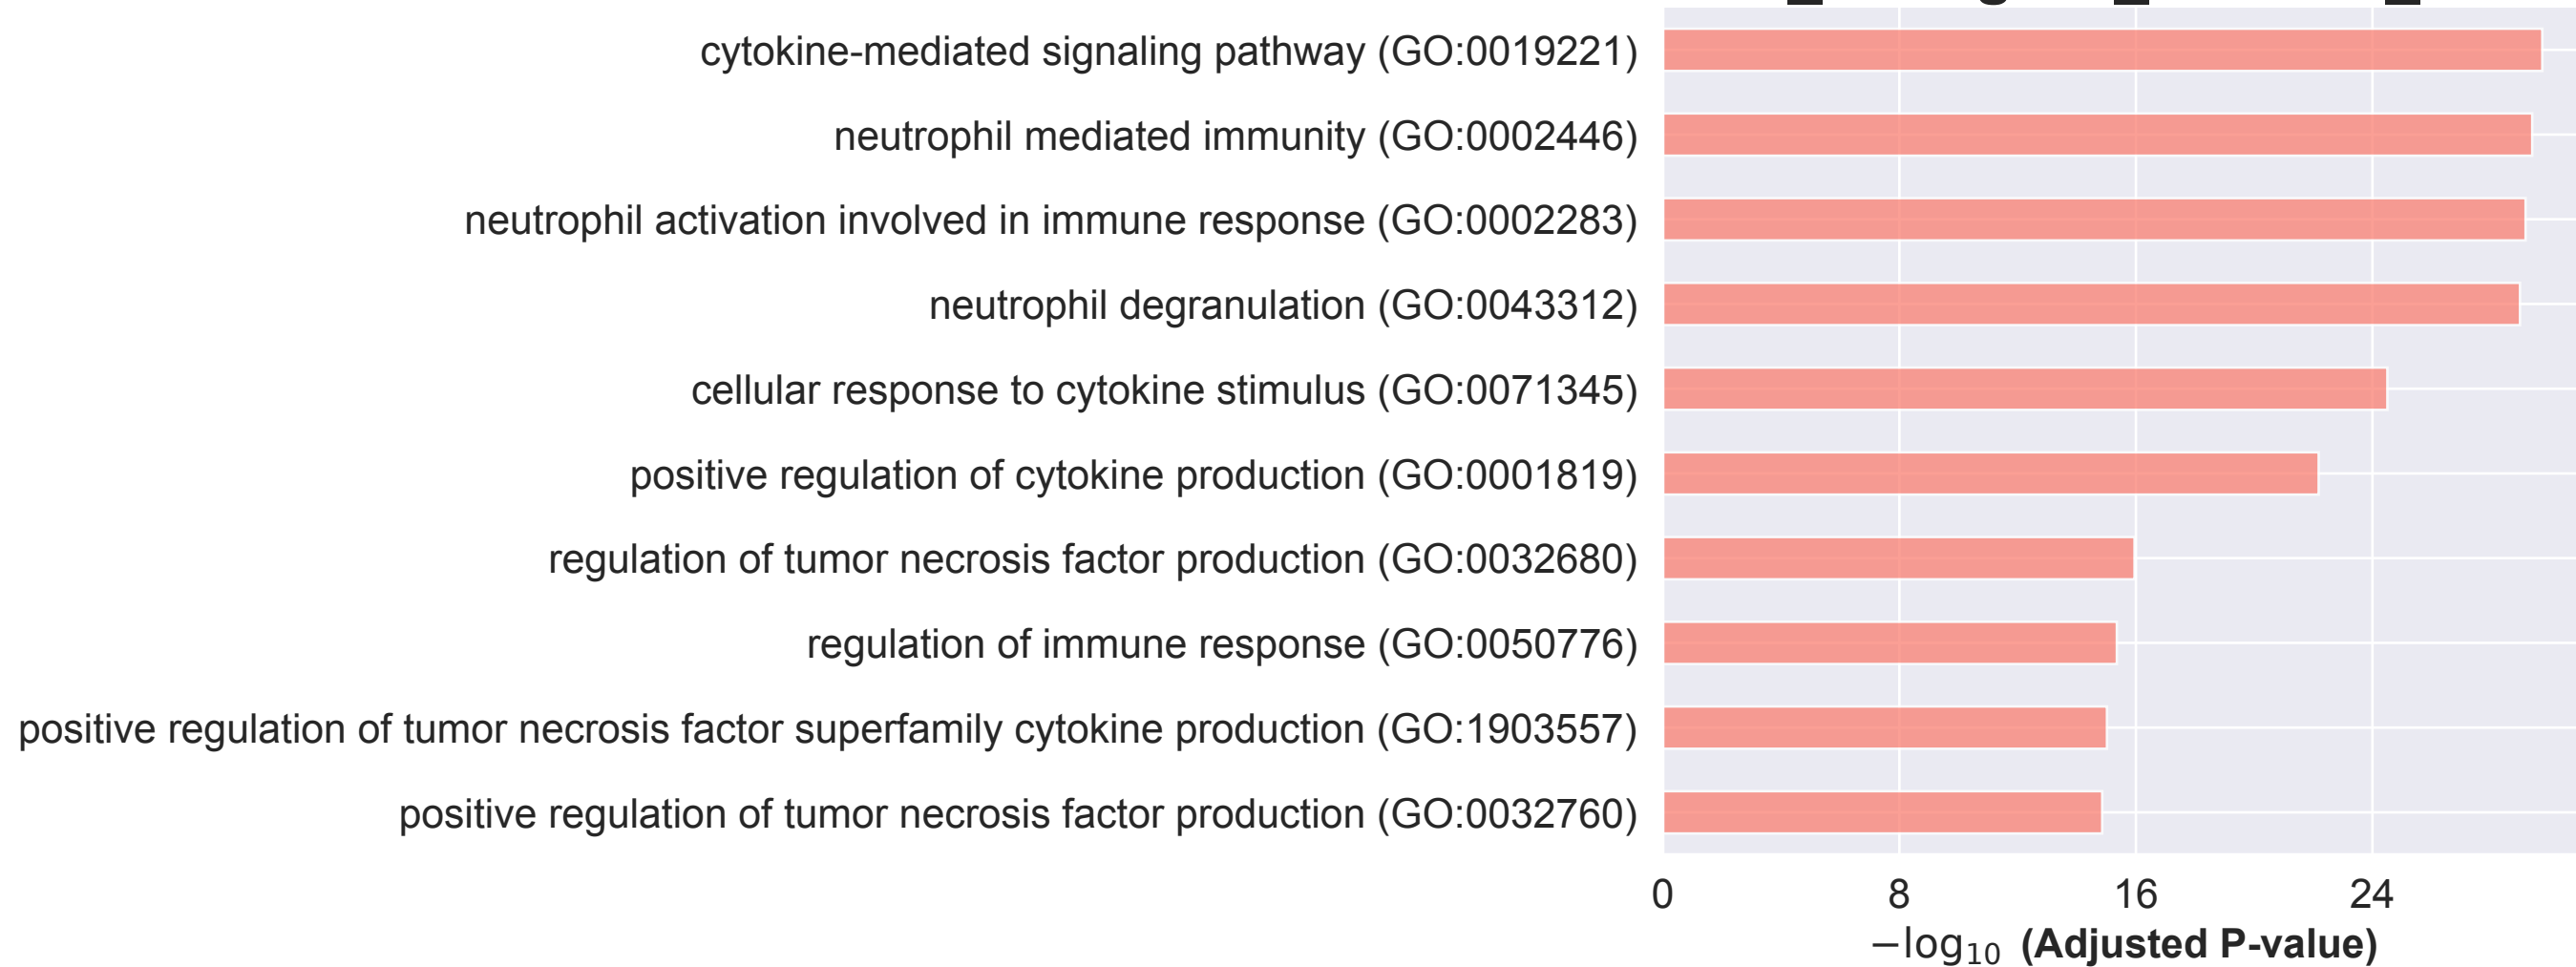 cytokine-mediated signaling pathway (GO:0019221)
neutrophil mediated immunity (GO:0002446)
neutrophil activation involved in immune response (GO:0002283)
neutrophil degranulation (GO:0043312)
cellular response to cytokine stimulus (GO:0071345)
positive regulation of cytokine production (GO:0001819)
regulation of tumor necrosis factor production (GO:0032680)
regulation of immune response (GO:0050776)
positive regulation of tumor necrosis factor superfamily cytokine production (GO:1903557)
positive regulation of tumor necrosis factor production (GO:0032760)
0 8 16 24
−log₁₀ (Adjusted P-value)